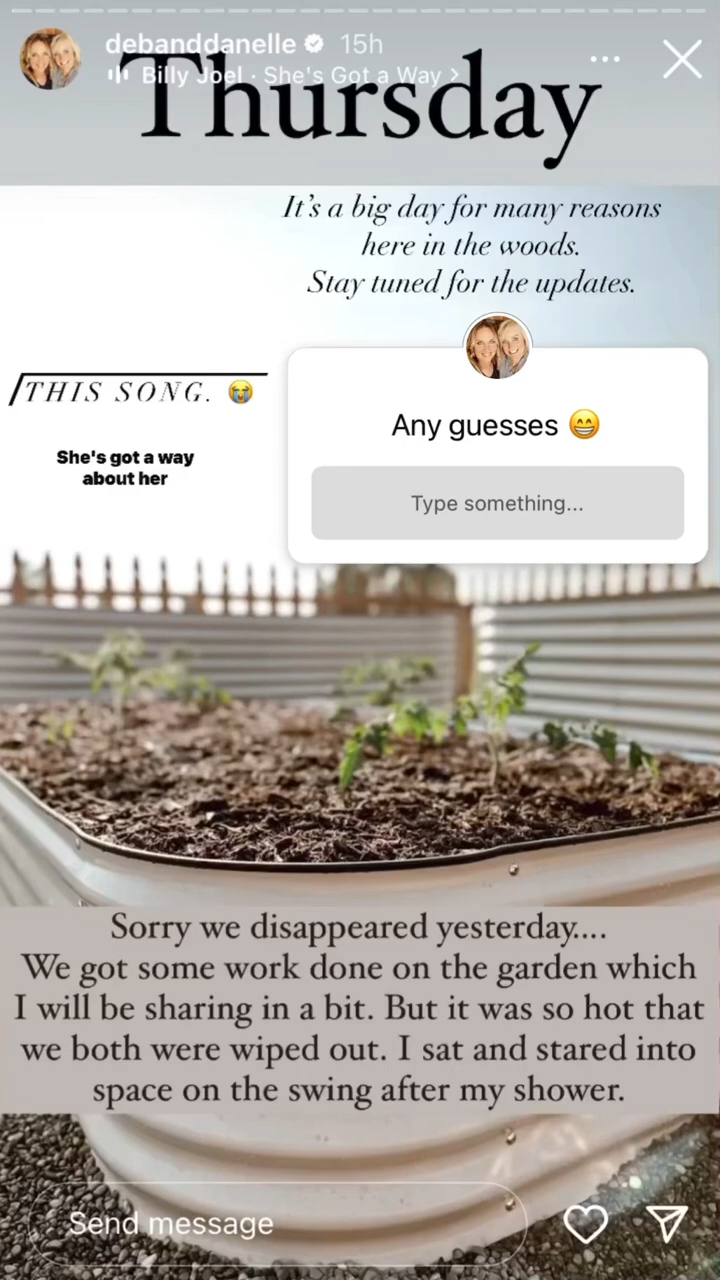 debanddanelle 15h
Billy Joel · She's Got a Way >
Thursday
It's a big day for many reasons
here in the woods.
Stay tuned for the updates.
THIS SONG. 😭
She's got a way
about her
Any guesses 😁
Type something...
Sorry we disappeared yesterday....
We got some work done on the garden which
I will be sharing in a bit. But it was so hot that
we both were wiped out. I sat and stared into
space on the swing after my shower.
Send message